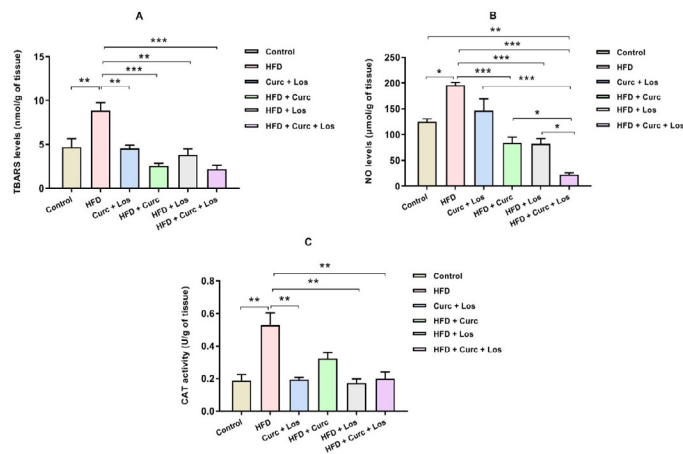 A
***
**
***
** **
TBARS levels (nmol/g of tissue)
15
10
5
0
Control
HFD
Curc + Los
HFD + Curc
HFD + Los
HFD + Curc + Los
Control
HFD
Curc + Los
HFD + Curc
HFD + Los
HFD + Curc + Los
B
**
***
***
* *** ***
*
*
NO levels (µmol/g of tissue)
250
200
150
100
50
0
Control
HFD
Curc + Los
HFD + Curc
HFD + Los
HFD + Curc + Los
Control
HFD
Curc + Los
HFD + Curc
HFD + Los
HFD + Curc + Los
C
**
**
** **
CAT activity (U/g of tissue)
0.8
0.6
0.4
0.2
0.0
Control
HFD
Curc + Los
HFD + Curc
HFD + Los
HFD + Curc + Los
Control
HFD
Curc + Los
HFD + Curc
HFD + Los
HFD + Curc + Los